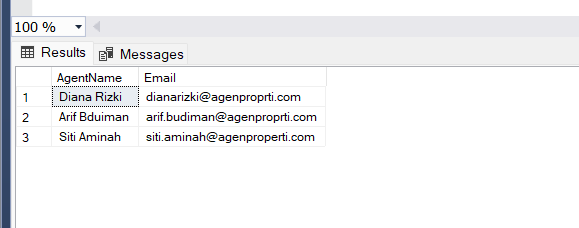 100 %
Results Messages
AgentName Email
1 Diana Rizki dianarizki@agenproprti.com
2 Arif Bduiman arif.budiman@agenproprti.com
3 Siti Aminah siti.aminah@agenproperti.com